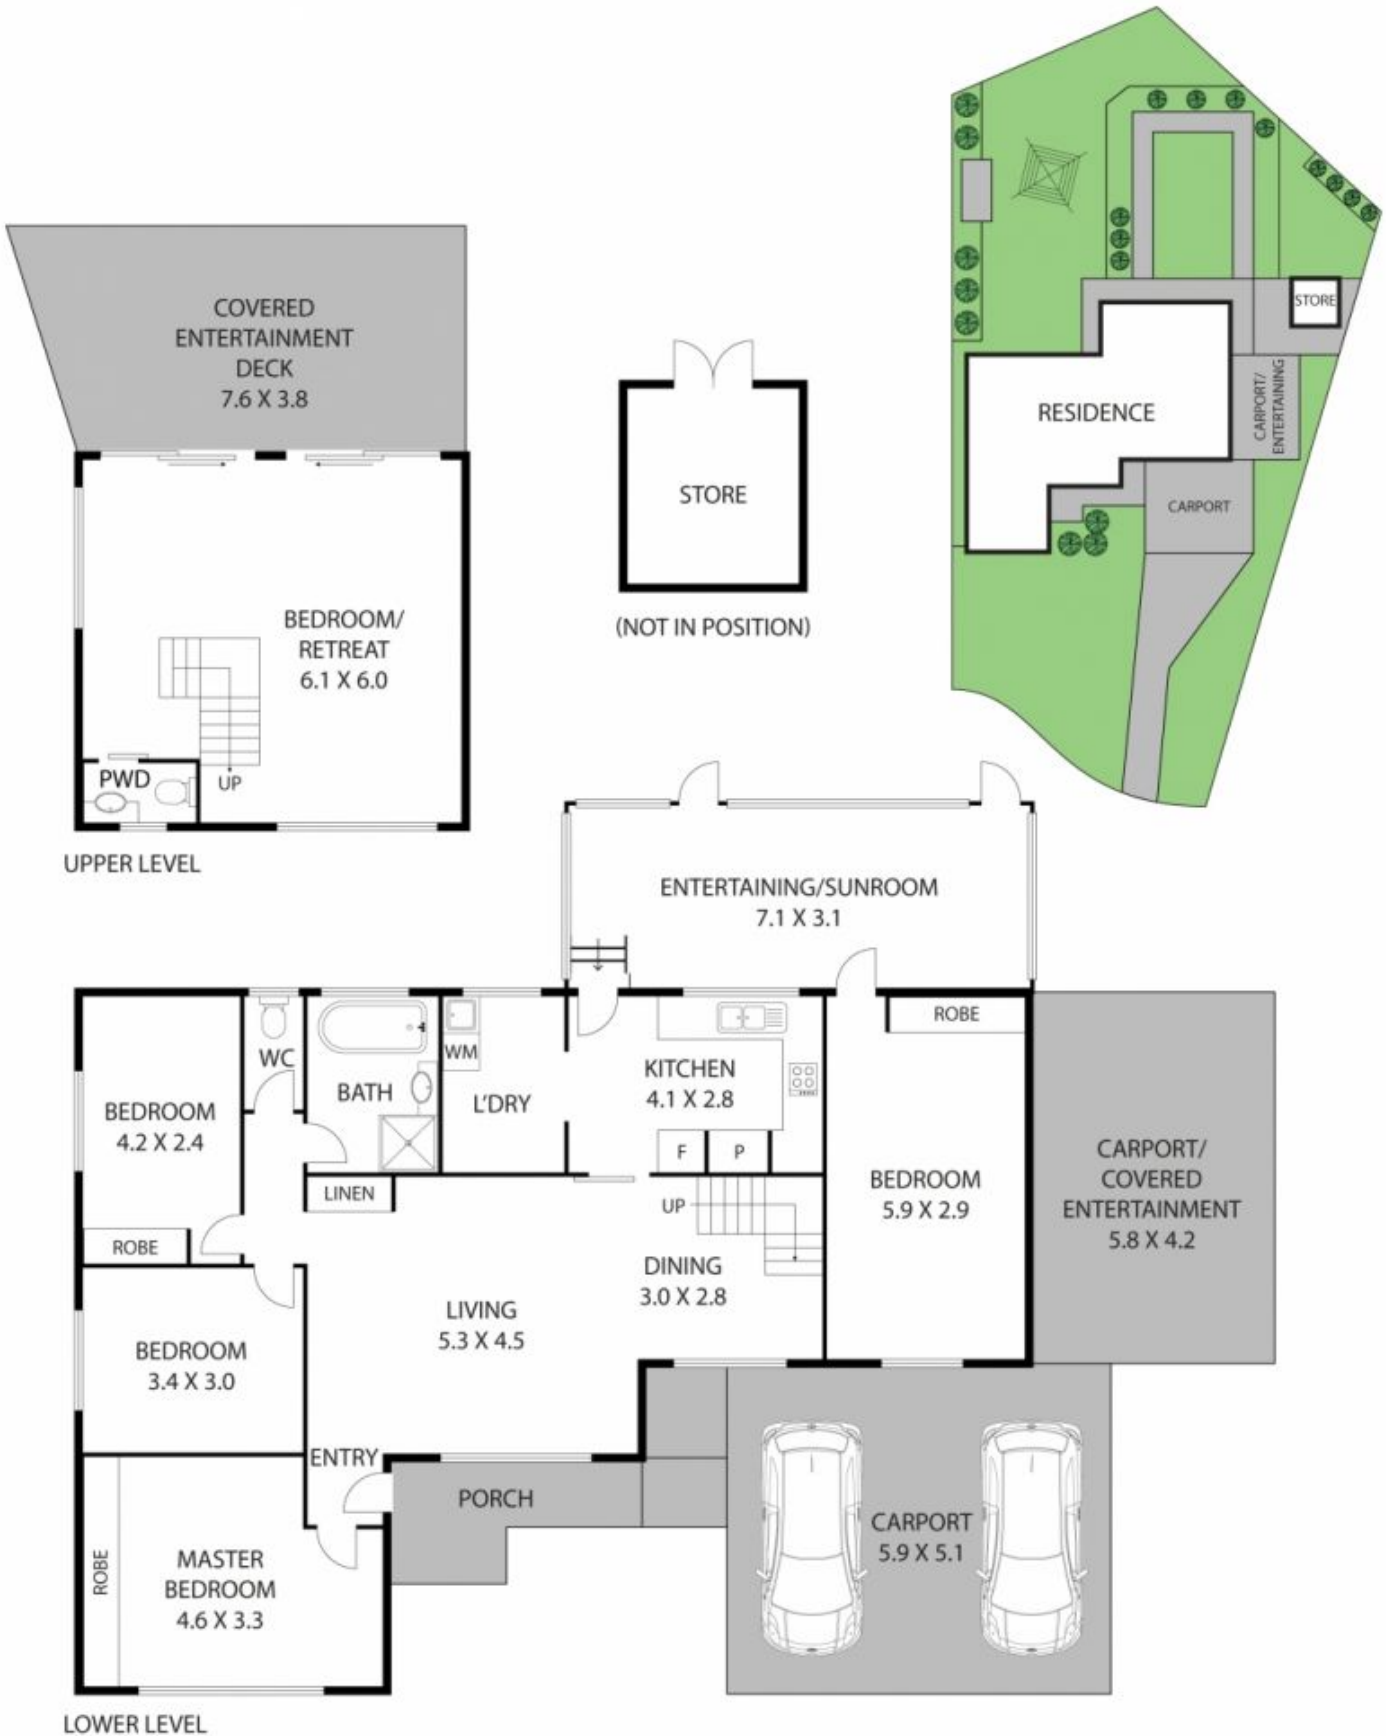 COVERED
ENTERTAINMENT
DECK
7.6 X 3.8
BEDROOM/
RETREAT
6.1 X 6.0
PWD
UP
UPPER LEVEL
STORE
(NOT IN POSITION)
STORE
RESIDENCE
CARPORT/
ENTERTAINING
CARPORT
ENTERTAINING/SUNROOM
7.1 X 3.1
WC
BATH
WM
L'DRY
KITCHEN
4.1 X 2.8
F
P
ROBE
BEDROOM
4.2 X 2.4
ROBE
LINEN
UP
BEDROOM
5.9 X 2.9
CARPORT/
COVERED
ENTERTAINMENT
5.8 X 4.2
DINING
3.0 X 2.8
LIVING
5.3 X 4.5
BEDROOM
3.4 X 3.0
ENTRY
PORCH
ROBE
MASTER
BEDROOM
4.6 X 3.3
CARPORT
5.9 X 5.1
LOWER LEVEL